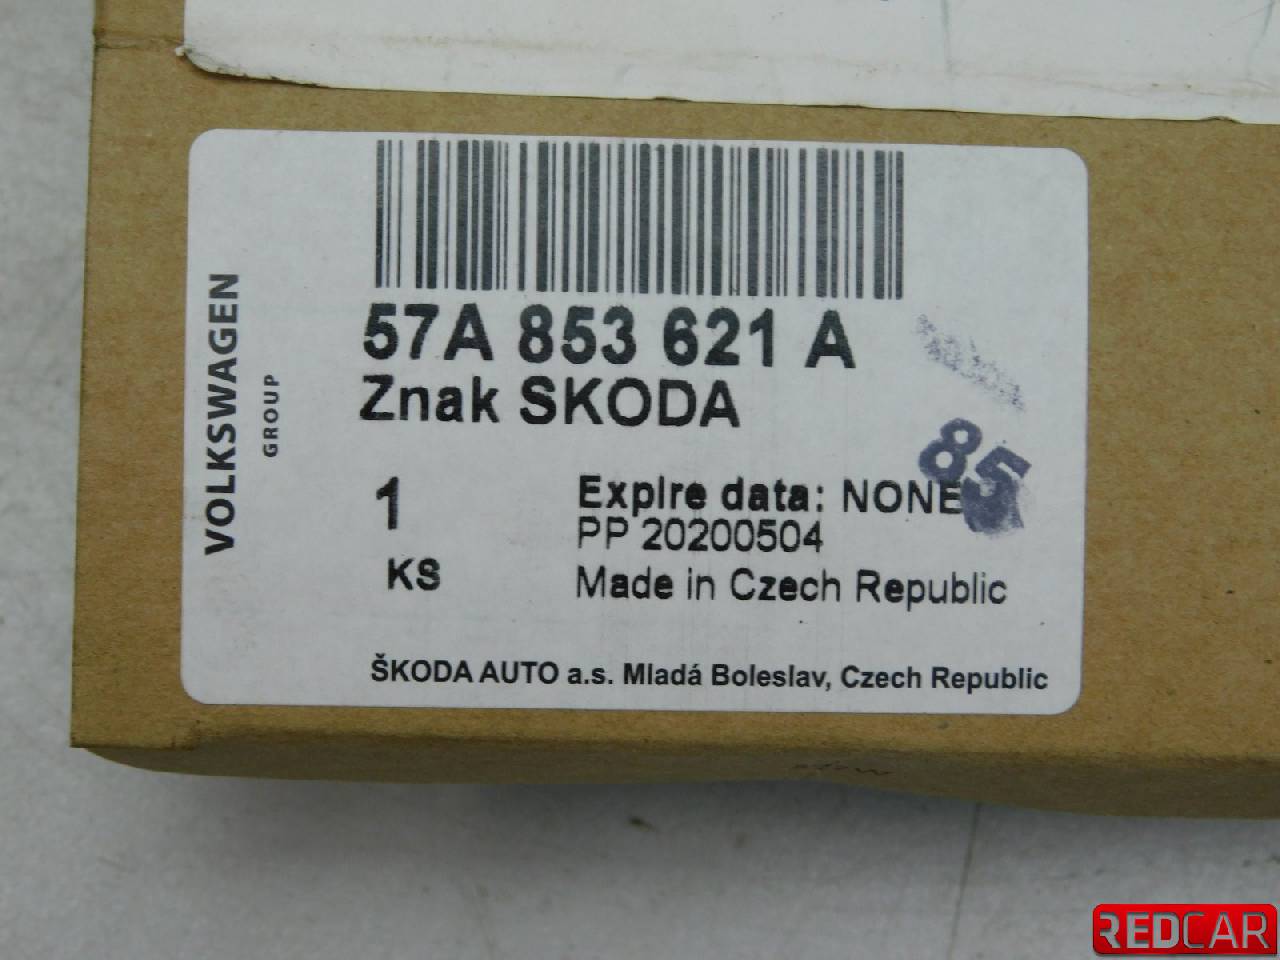 VOLKSWAGEN
GROUP
57A 853 621 A
Znak SKODA
1
KS
Expire data: NONE
PP 20200504
Made in Czech Republic
85
ŠKODA AUTO a.s. Mladá Boleslav, Czech Republic
REDCAR